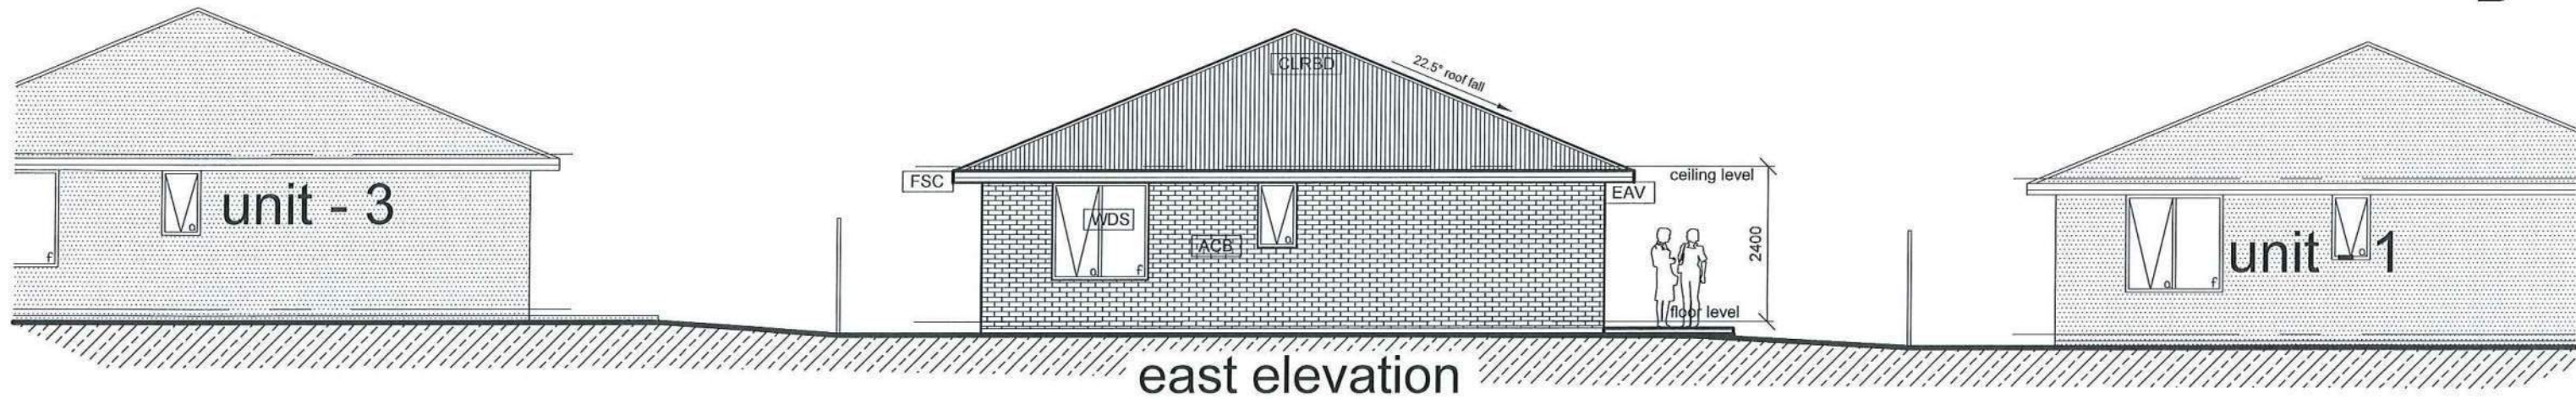 CLRBD
22.5° roof fall
FSC
ceiling level
EAV
unit - 3
WDS
ACB
2400
unit - 1
o
f
o
f
o
o
f
o
floor level
east elevation